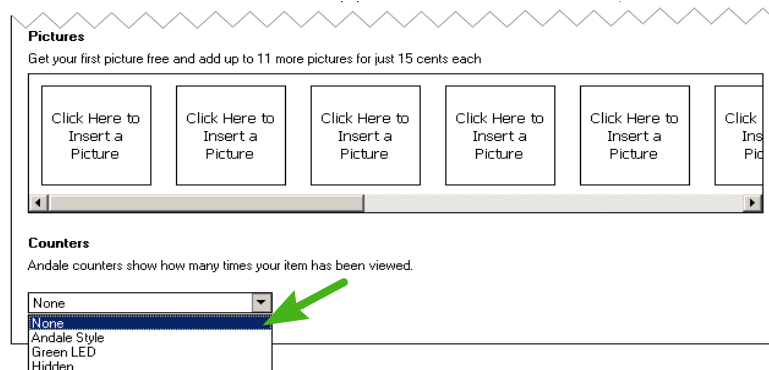 Pictures
Get your first picture free and add up to 11 more pictures for just 15 cents each
Click Here to
Insert a
Picture
Click Here to
Insert a
Picture
Click Here to
Insert a
Picture
Click Here to
Insert a
Picture
Click Here to
Insert a
Picture
Click
Ins
Pic
Counters
Andale counters show how many times your item has been viewed.
None
None
Andale Style
Green LED
Hidden